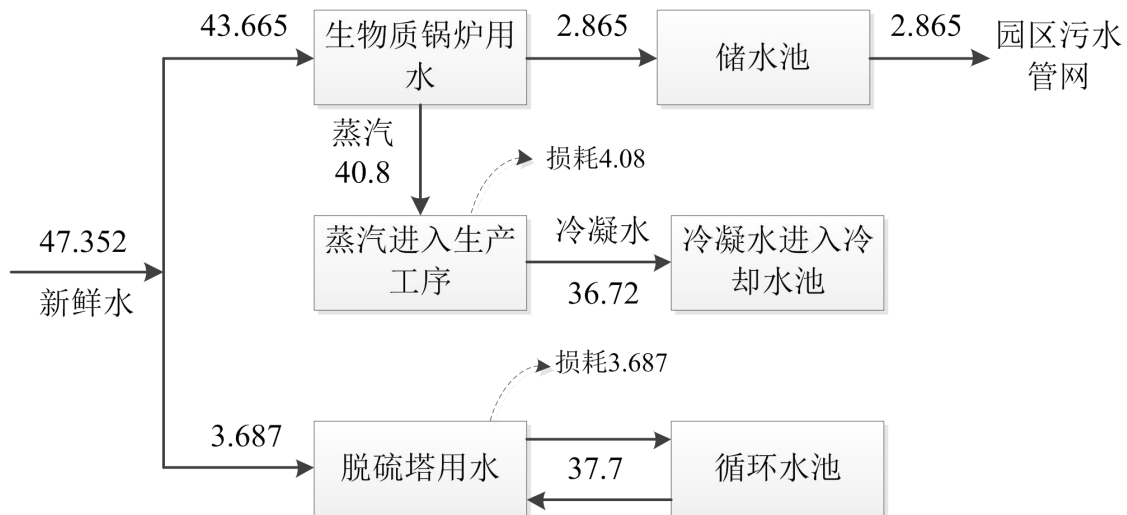 43.665
生物质锅炉用
水
2.865
储水池
2.865
园区污水
管网
蒸汽
40.8
损耗4.08
47.352
新鲜水
蒸汽进入生产
工序
冷凝水
36.72
冷凝水进入冷
却水池
损耗3.687
3.687
脱硫塔用水
37.7
循环水池